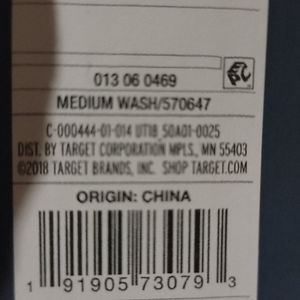 013 06 0469
MEDIUM WASH/570647
C-000444-01-014 UT18 50A01-0025
DIST. BY TARGET CORPORATION MPLS., MN 55403
©2018 TARGET BRANDS, INC. SHOP TARGET.COM
ORIGIN: CHINA
1 91905 73079 3